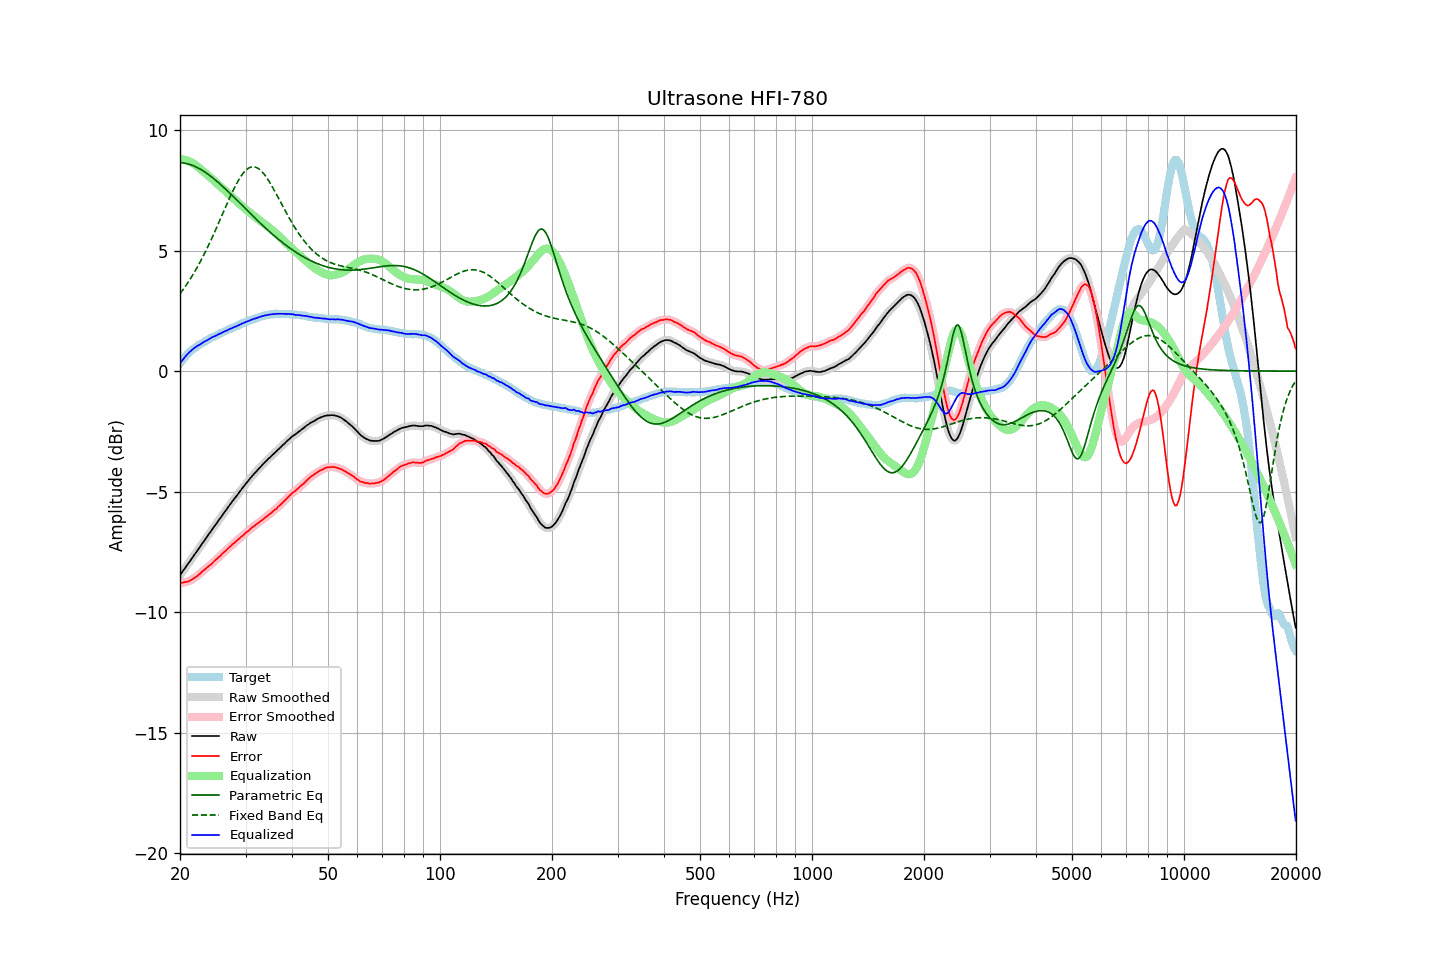 Ultrasone HFI-780
10
5
0
−5
−10
−15
−20
Amplitude (dBr)
Target
Raw Smoothed
Error Smoothed
Raw
Error
Equalization
Parametric Eq
Fixed Band Eq
Equalized
20 50 100 200 500 1000 2000 5000 10000 20000
Frequency (Hz)